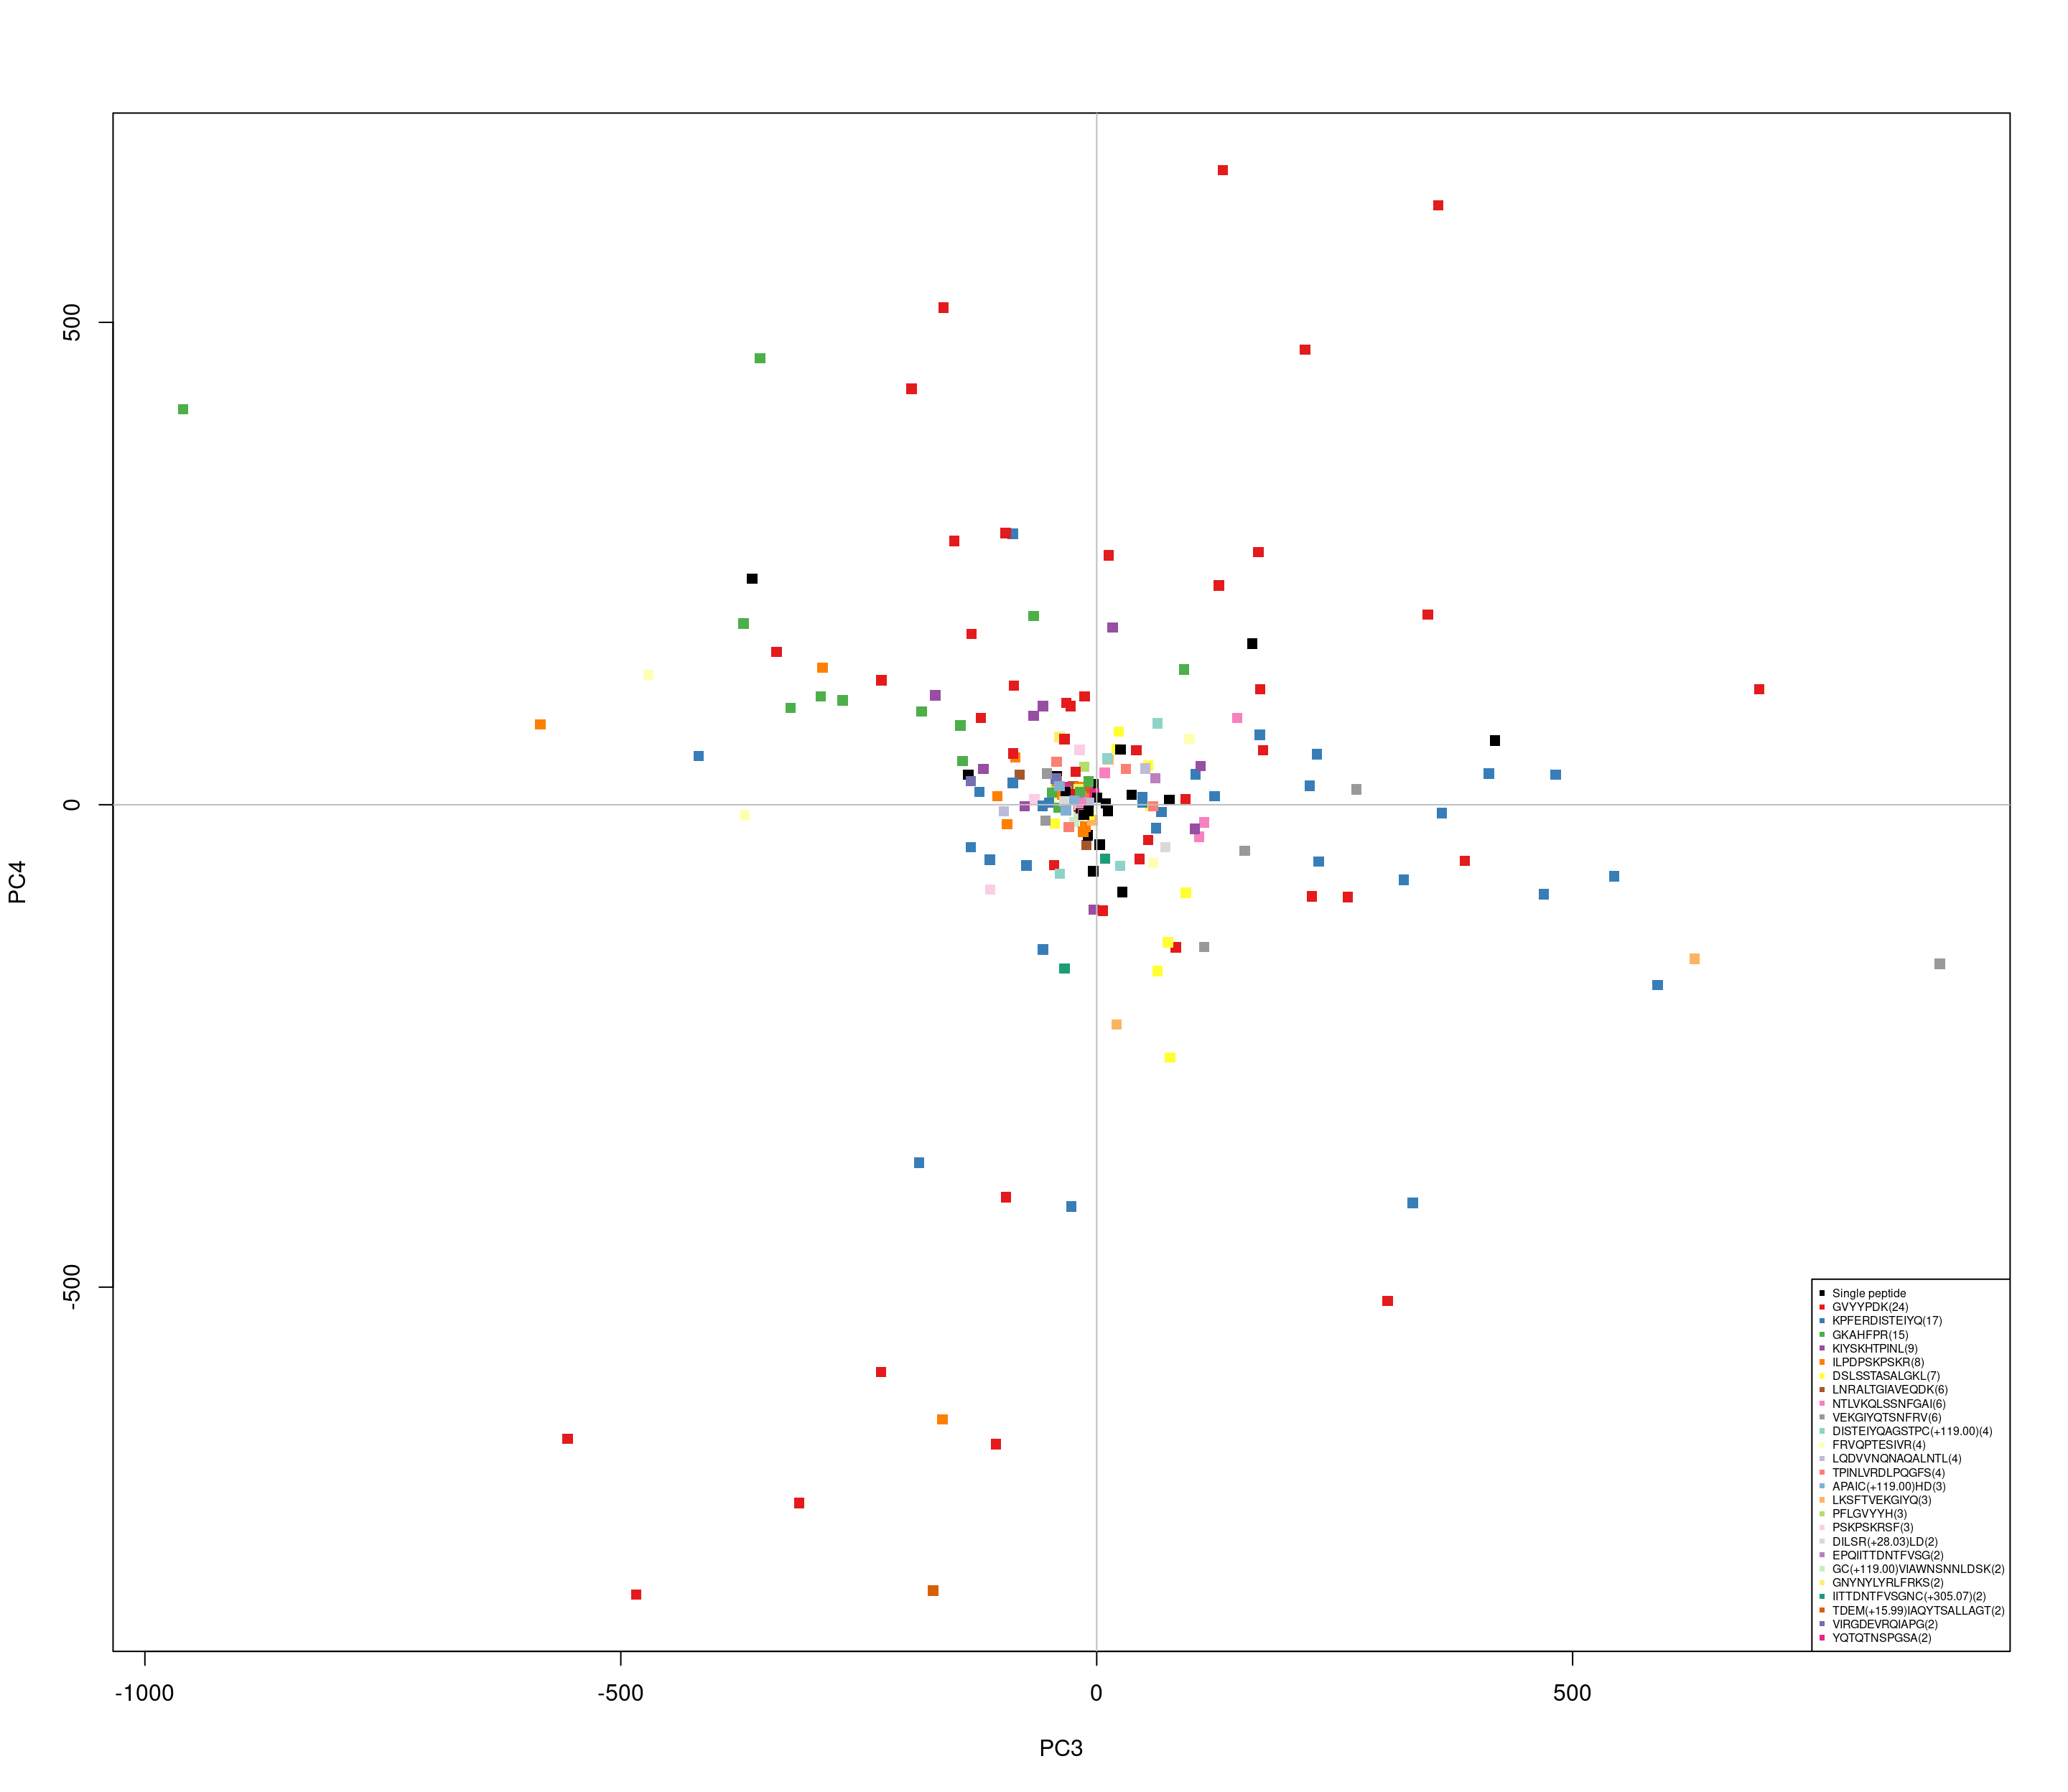 500
0
-500
PC4
-1000
-500
0
500
PC3
Single peptide
GVYYPDK(24)
KPFERDISTEIYQ(17)
GKAHFPR(15)
KIYSKHTPINL(9)
ILPDPSKPSKR(8)
DSLSSTASALGKL(7)
LNRALTGIAVEQDK(6)
NTLVKQLSSNFGAI(6)
VEKGIYQTSNFRV(6)
DISTEIYQAGSTPC(+119.00)(4)
FRVQPTESIVR(4)
LQDVVNQNAQALNTL(4)
TPINLVRDLPQGFS(4)
APAIC(+119.00)HD(3)
LKSFTVEKGIYQ(3)
PFLGVYYH(3)
PSKPSKRSF(3)
DILSR(+28.03)LD(2)
EPQIITTDNTFVSG(2)
GC(+119.00)VIAWNSNNLDSK(2)
GNYNYLYRLFRKS(2)
IITTDNTFVSGNC(+305.07)(2)
TDEM(+15.99)IAQYTSALLAGT(2)
VIRGDEVRQIAPG(2)
YQTQTNSPGSA(2)